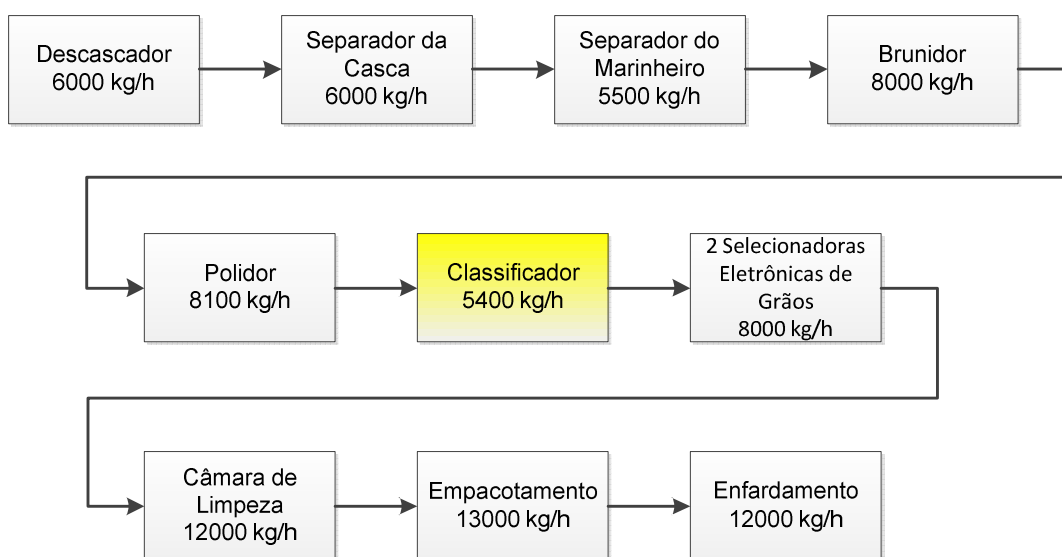 Descascador
6000 kg/h
Separador da
Casca
6000 kg/h
Separador do
Marinheiro
5500 kg/h
Brunidor
8000 kg/h
Polidor
8100 kg/h
Classificador
5400 kg/h
2 Selecionadoras
Eletrônicas de
Grãos
8000 kg/h
Câmara de
Limpeza
12000 kg/h
Empacotamento
13000 kg/h
Enfardamento
12000 kg/h